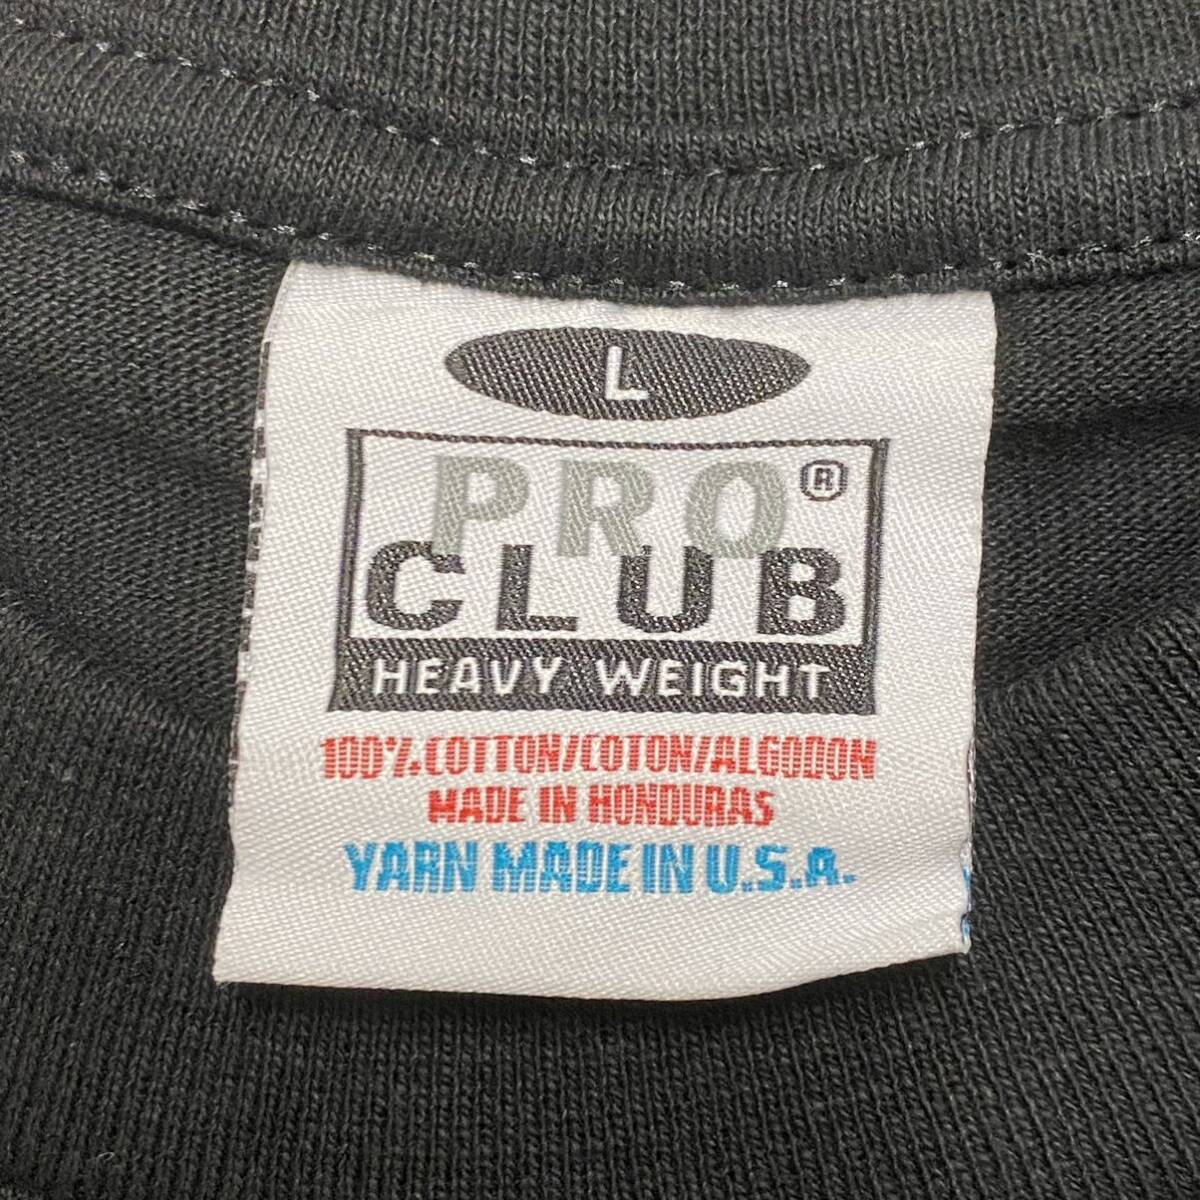 L
PRO®
CLUB
HEAVY WEIGHT
100% COTTON/COTON/ALGODON
MADE IN HONDURAS
YARN MADE IN U.S.A.